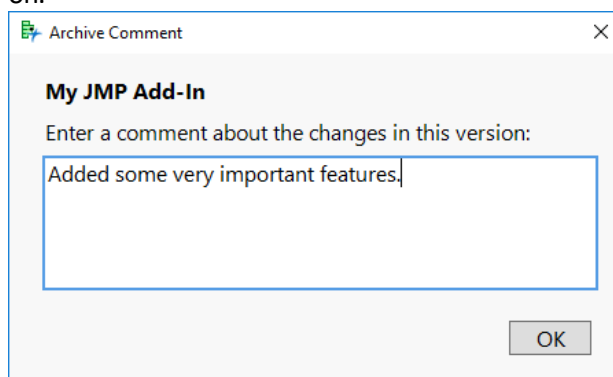 on.
Archive Comment
My JMP Add-In
Enter a comment about the changes in this version:
Added some very important features.
OK